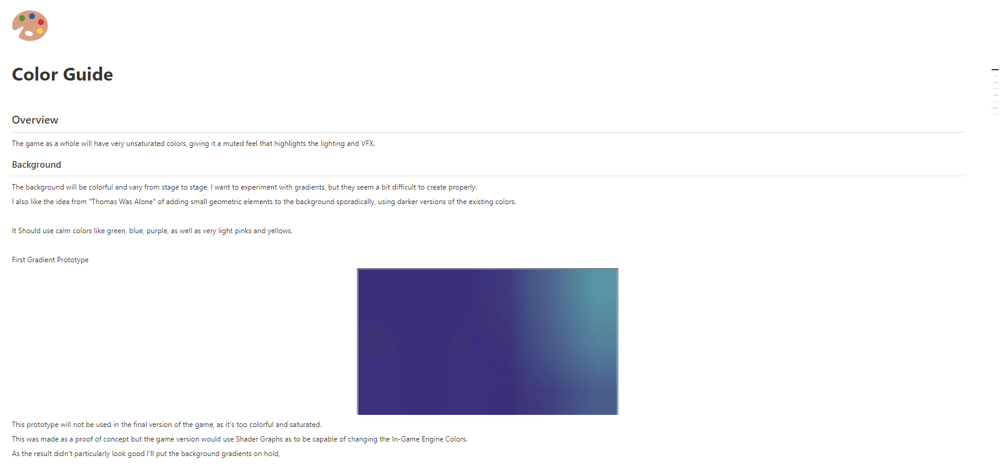 Color Guide
Overview
The game as a whole will have very unsaturated colors, giving it a muted feel that highlights the lighting and VFX.
Background
The background will be colorful and vary from stage to stage. I want to experiment with gradients, but they seem a bit difficult to create properly.
I also like the idea from "Thomas Was Alone" of adding small geometric elements to the background sporadically, using darker versions of the existing colors.
It Should use calm colors like green, blue, purple, as well as very light pinks and yellows.
First Gradient Prototype
This prototype will not be used in the final version of the game, as it's too colorful and saturated.
This was made as a proof of concept but the game version would use Shader Graphs as to be capable of changing the In-Game Engine Colors.
As the result didn’t particularly look good I’ll put the background gradients on hold,